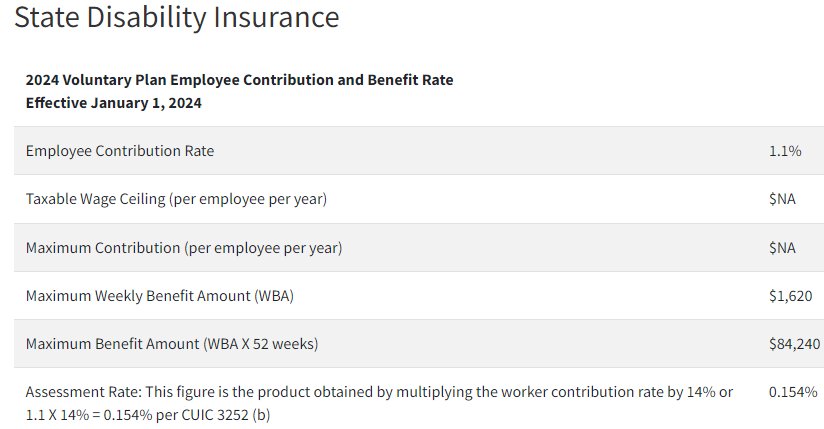 State Disability Insurance
2024 Voluntary Plan Employee Contribution and Benefit Rate
Effective January 1, 2024
Employee Contribution Rate 1.1%
Taxable Wage Ceiling (per employee per year) $NA
Maximum Contribution (per employee per year) $NA
Maximum Weekly Benefit Amount (WBA) $1,620
Maximum Benefit Amount (WBA X 52 weeks) $84,240
Assessment Rate: This figure is the product obtained by multiplying the worker contribution rate by 14% or 0.154%
1.1 X 14% = 0.154% per CUIC 3252 (b)